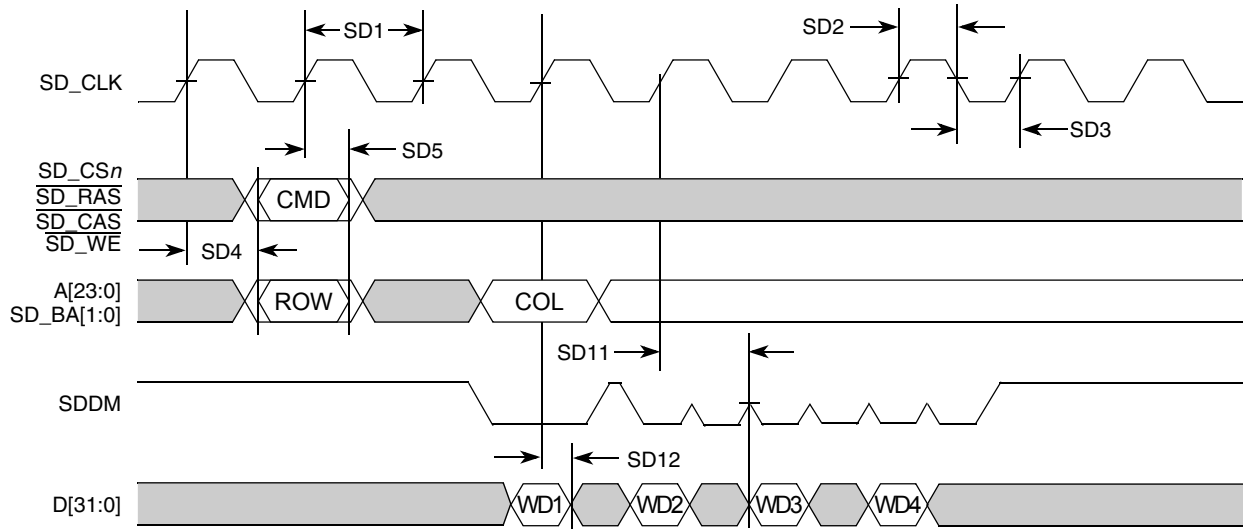 SD1
SD2
SD_CLK
SD3
SD5
SD_CSn
SD_RAS
SD_CAS
SD_WE
CMD
SD4
A[23:0]
SD_BA[1:0]
ROW
COL
SD11
SDDM
SD12
D[31:0]
WD1
WD2
WD3
WD4